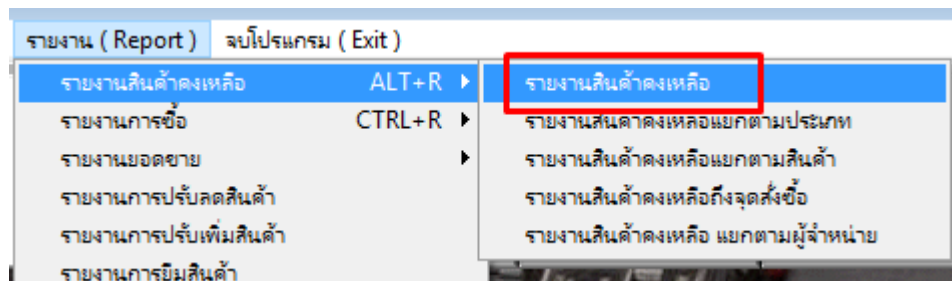 รายงาน ( Report ) จบโปรแกรม ( Exit )
รายงานสินค้าคงเหลือ ALT+R
รายงานการซื้อ CTRL+R
รายงานยอดขาย
รายงานการปรับลดสินค้า
รายงานการปรับเพิ่มสินค้า
รายงานการยืมสินค้า
รายงานสินค้าคงเหลือ
รายงานสินค้าคงเหลือแยกตามประเภท
รายงานสินค้าคงเหลือแยกตามสินค้า
รายงานสินค้าคงเหลือถึงจุดสั่งซื้อ
รายงานสินค้าคงเหลือ แยกตามผู้จำหน่าย